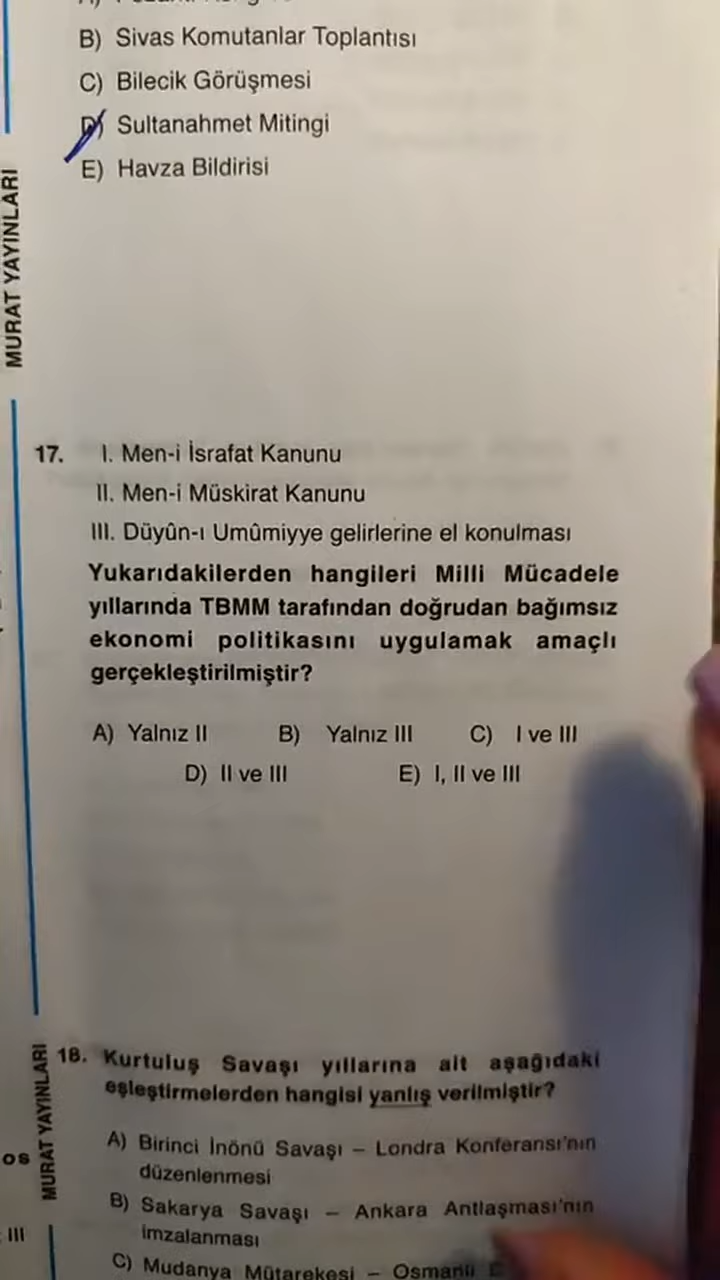 B) Sivas Komutanlar Toplantısı
C) Bilecik Görüşmesi
D) Sultanahmet Mitingi
E) Havza Bildirisi
MURAT YAYINLARI
17. I. Men-i İsrafat Kanunu
II. Men-i Müskirat Kanunu
III. Düyûn-ı Umûmiyye gelirlerine el konulması
Yukarıdakilerden hangileri Milli Mücadele
yıllarında TBMM tarafından doğrudan bağımsız
ekonomi politikasını uygulamak amaçlı
gerçekleştirilmiştir?
A) Yalnız II B) Yalnız III C) I ve III
D) II ve III E) I, II ve III
MURAT YAYINLARI
os
III
18. Kurtuluş Savaşı yıllarına ait aşağıdaki
eşleştirmelerden hangisi yanlış verilmiştir?
A) Birinci İnönü Savaşı – Londra Konferansı'nın
düzenlenmesi
B) Sakarya Savaşı – Ankara Antlaşması'nın
imzalanması
C) Mudanya Mütarekesi – Osmanlı